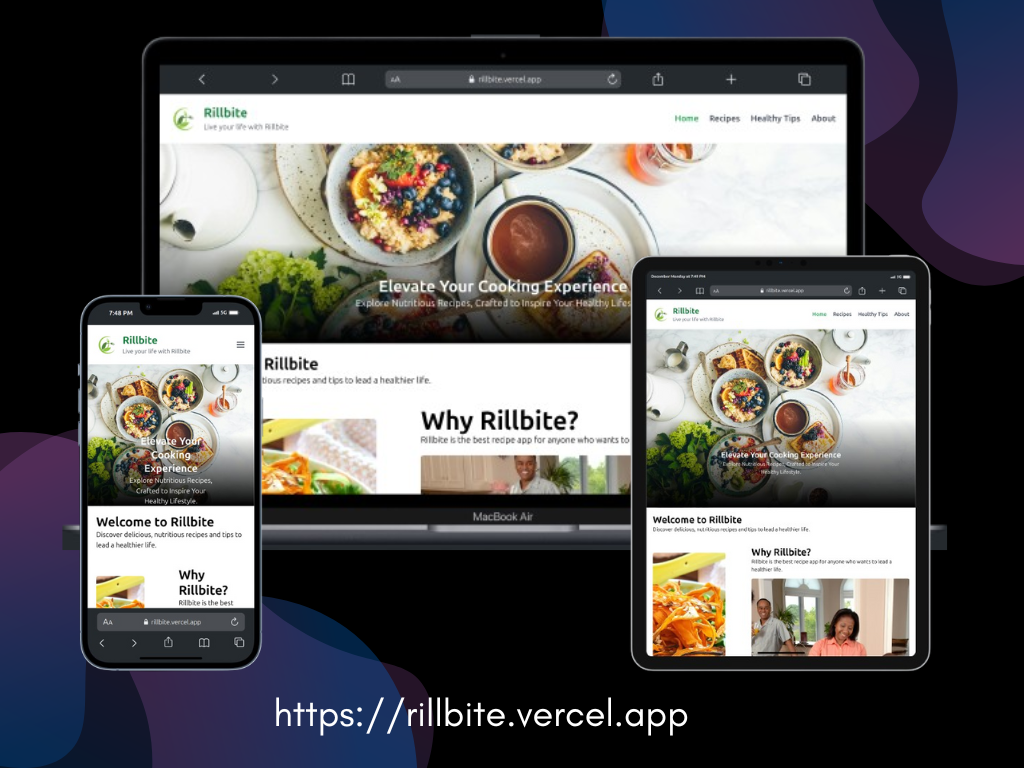 AA rillbite.vercel.app
Rillbite
Live your life with Rillbite
Home Recipes Healthy Tips About
Elevate Your Cooking Experience
Explore Nutritious Recipes, Crafted to Inspire Your Healthy Lifes
Rillbite
tious recipes and tips to lead a healthier life.
Why Rillbite?
Rillbite is the best recipe app for anyone who wants to
MacBook Air
7:48 PM 5G
Rillbite
Live your life with Rillbite
Elevate Your
Cooking
Experience
Explore Nutritious Recipes,
Crafted to Inspire Your
Healthy Lifestyle.
Welcome to Rillbite
Discover delicious, nutritious recipes and tips to
lead a healthier life.
Why
Rillbite?
Rillbite is the best
AA rillbite.vercel.app
December Monday at 7:48 PM 5G
AA rillbite.vercel.app
Rillbite
Live your life with Rillbite
Home Recipes Healthy Tips About
Elevate Your Cooking Experience
Explore Nutritious Recipes, Crafted to Inspire Your
Healthy Lifestyle.
Welcome to Rillbite
Discover delicious, nutritious recipes and tips to lead a healthier life.
Why Rillbite?
Rillbite is the best recipe app for anyone who wants to lead a
healthier life.
https://rillbite.vercel.app